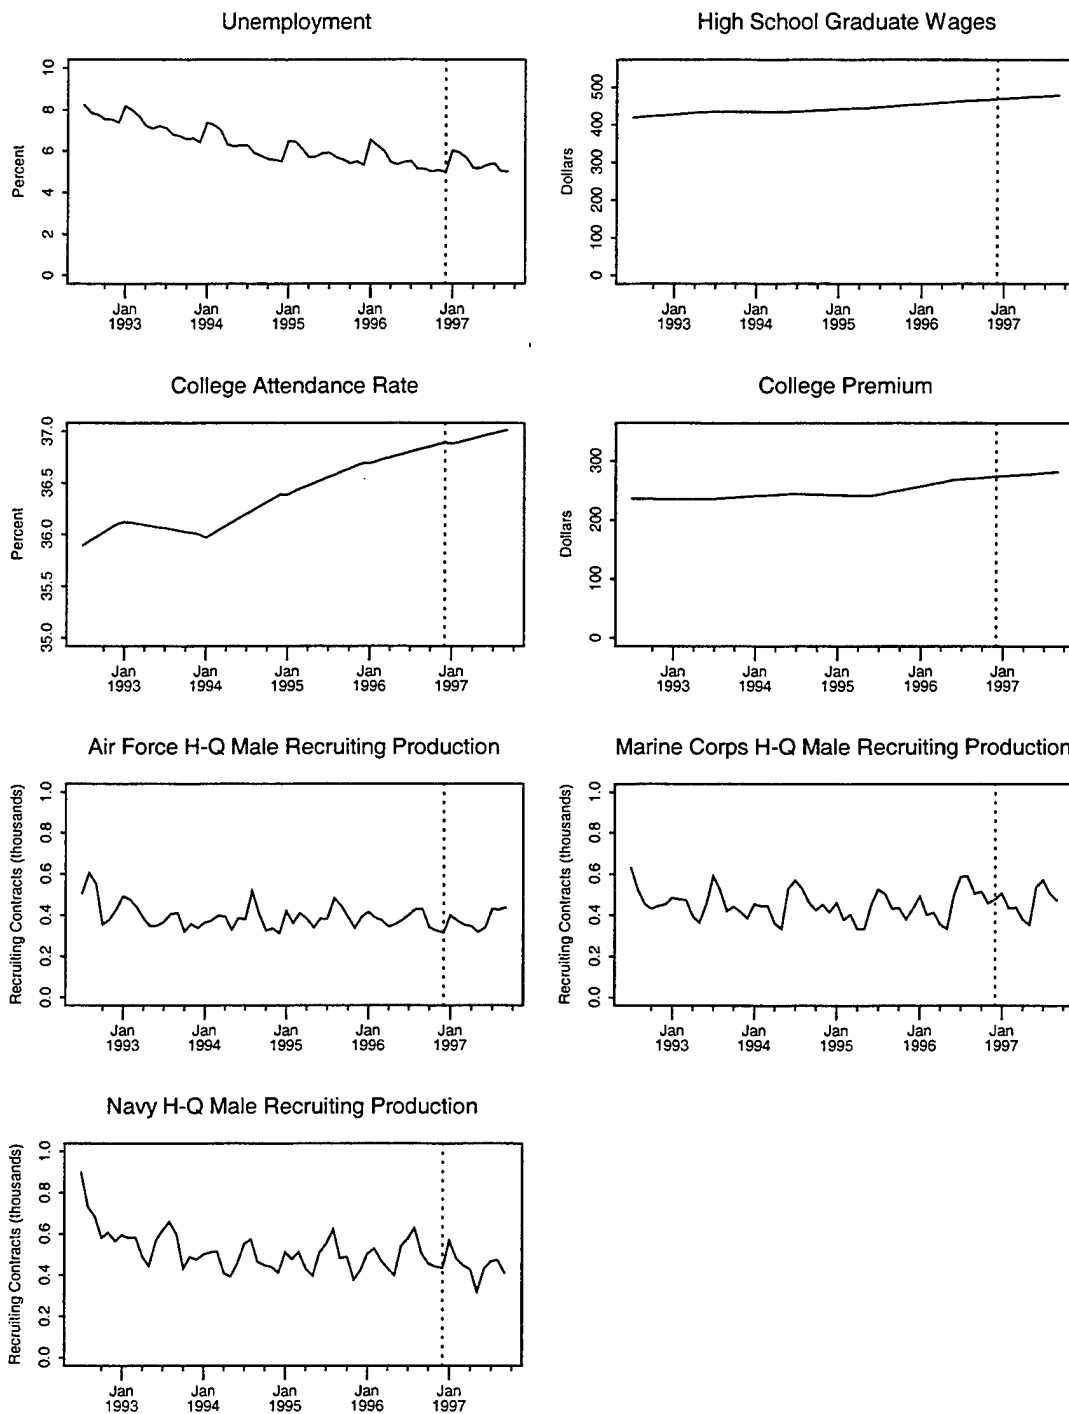 Unemployment
Percent
10
8
6
4
2
0
Jan Jan Jan Jan Jan
1993 1994 1995 1996 1997
High School Graduate Wages
Dollars
500
400
300
200
100
0
Jan Jan Jan Jan Jan
1993 1994 1995 1996 1997
College Attendance Rate
Percent
37.0
36.5
36.0
35.5
35.0
Jan Jan Jan Jan Jan
1993 1994 1995 1996 1997
College Premium
Dollars
300
200
100
0
Jan Jan Jan Jan Jan
1993 1994 1995 1996 1997
Air Force H-Q Male Recruiting Production
Recruiting Contracts (thousands)
1.0
0.8
0.6
0.4
0.2
0.0
Jan Jan Jan Jan Jan
1993 1994 1995 1996 1997
Marine Corps H-Q Male Recruiting Production
Recruiting Contracts (thousands)
1.0
0.8
0.6
0.4
0.2
0.0
Jan Jan Jan Jan Jan
1993 1994 1995 1996 1997
Navy H-Q Male Recruiting Production
Recruiting Contracts (thousands)
1.0
0.8
0.6
0.4
0.2
0.0
Jan Jan Jan Jan Jan
1993 1994 1995 1996 1997